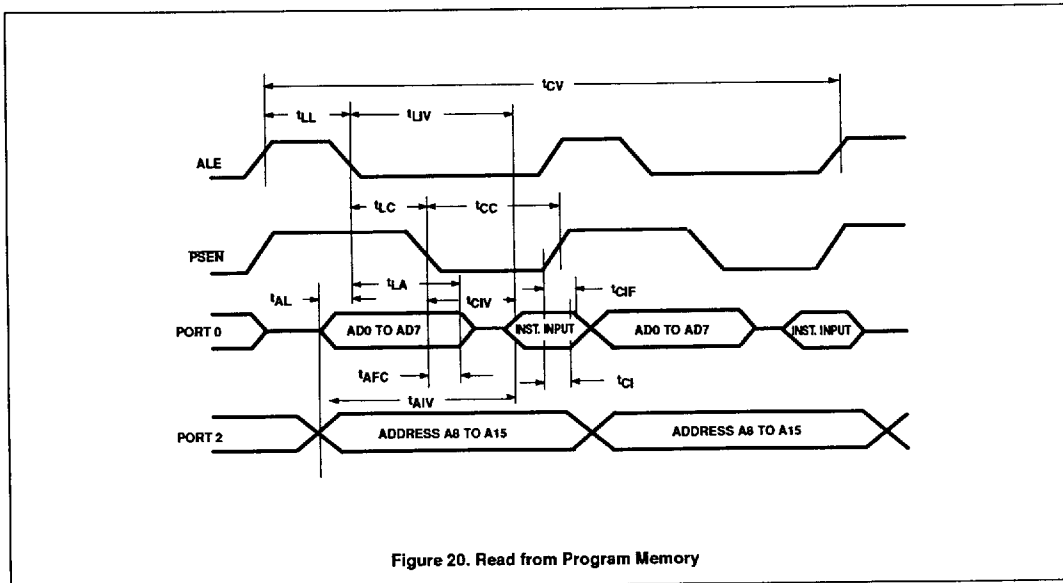 tCV
tLL
tLIV
ALE
tLC
tCC
PSEN
tLA
tCIF
tAL
tCIV
PORT 0
AD0 TO AD7
INST. INPUT
AD0 TO AD7
INST. INPUT
tAFC
tCI
tAIV
PORT 2
ADDRESS A8 TO A15
ADDRESS A8 TO A15
Figure 20. Read from Program Memory